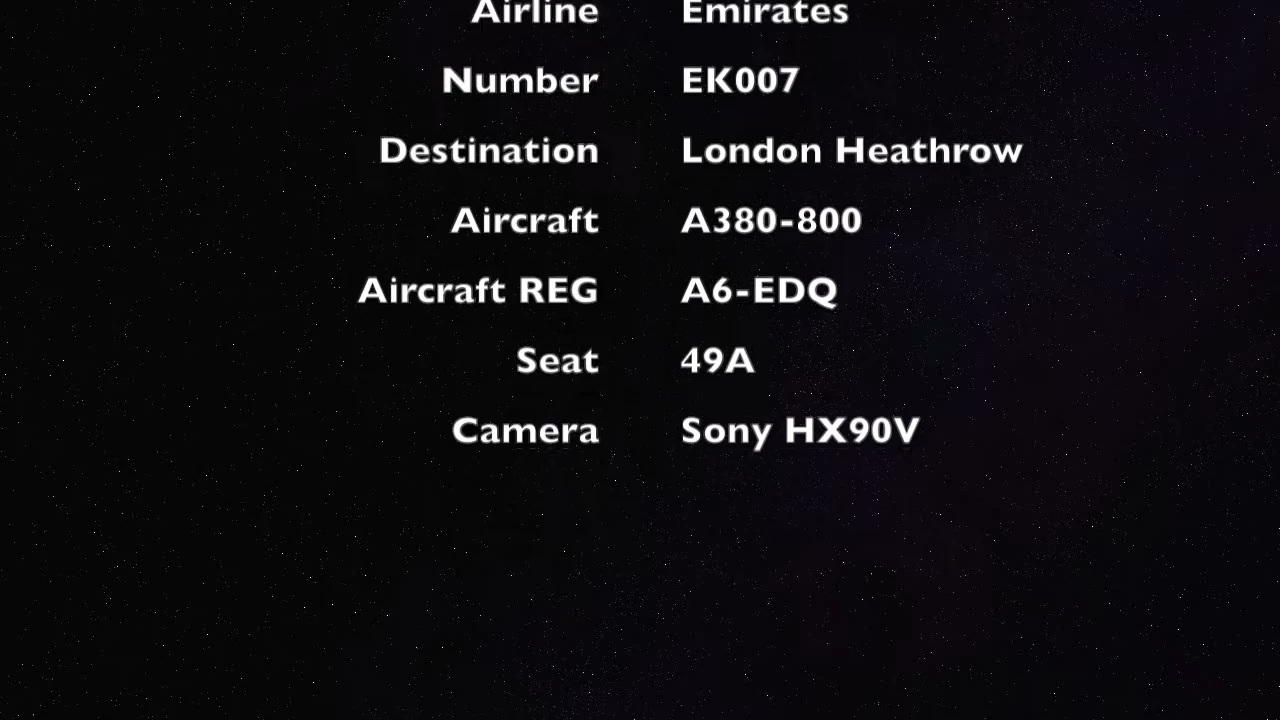 Airline Emirates
Number EK007
Destination London Heathrow
Aircraft A380-800
Aircraft REG A6-EDQ
Seat 49A
Camera Sony HX90V